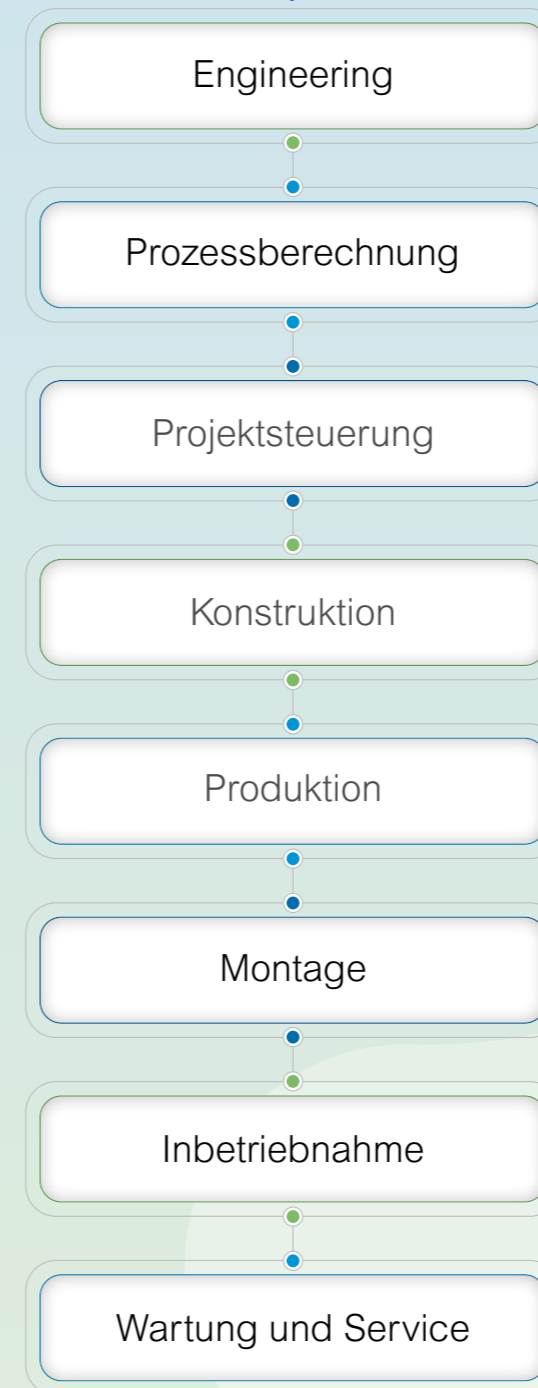 Engineering
Prozessberechnung
Projektsteuerung
Konstruktion
Produktion
Montage
Inbetriebnahme
Wartung und Service